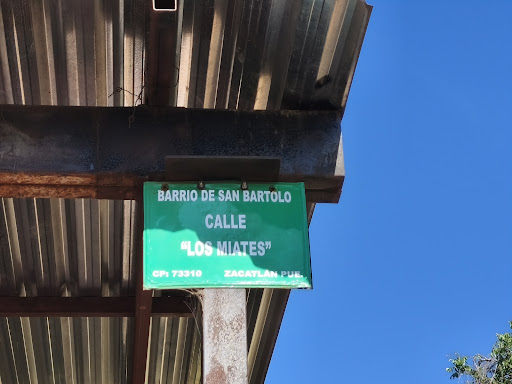 BARRIO DE SAN BARTOLO
CALLE
"LOS MIATES"
CP: 73310 ZACATLÁN PUE.